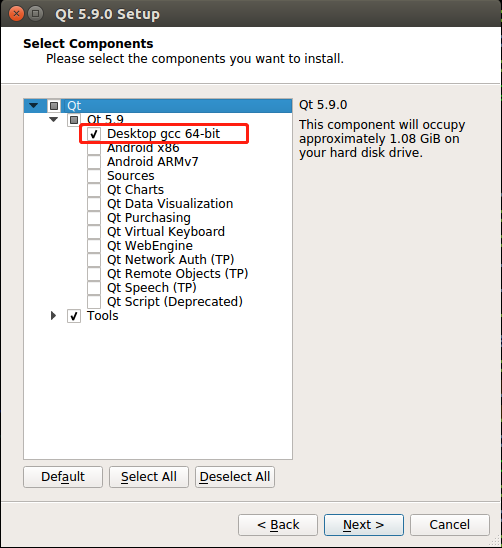 Qt 5.9.0 Setup
Select Components
Please select the components you want to install.
Qt
Qt 5.9
Desktop gcc 64-bit
Android x86
Android ARMv7
Sources
Qt Charts
Qt Data Visualization
Qt Purchasing
Qt Virtual Keyboard
Qt WebEngine
Qt Network Auth (TP)
Qt Remote Objects (TP)
Qt Speech (TP)
Qt Script (Deprecated)
Tools
Qt 5.9.0
This component will occupy
approximately 1.08 GiB on
your hard disk drive.
Default
Select All
Deselect All
< Back
Next >
Cancel